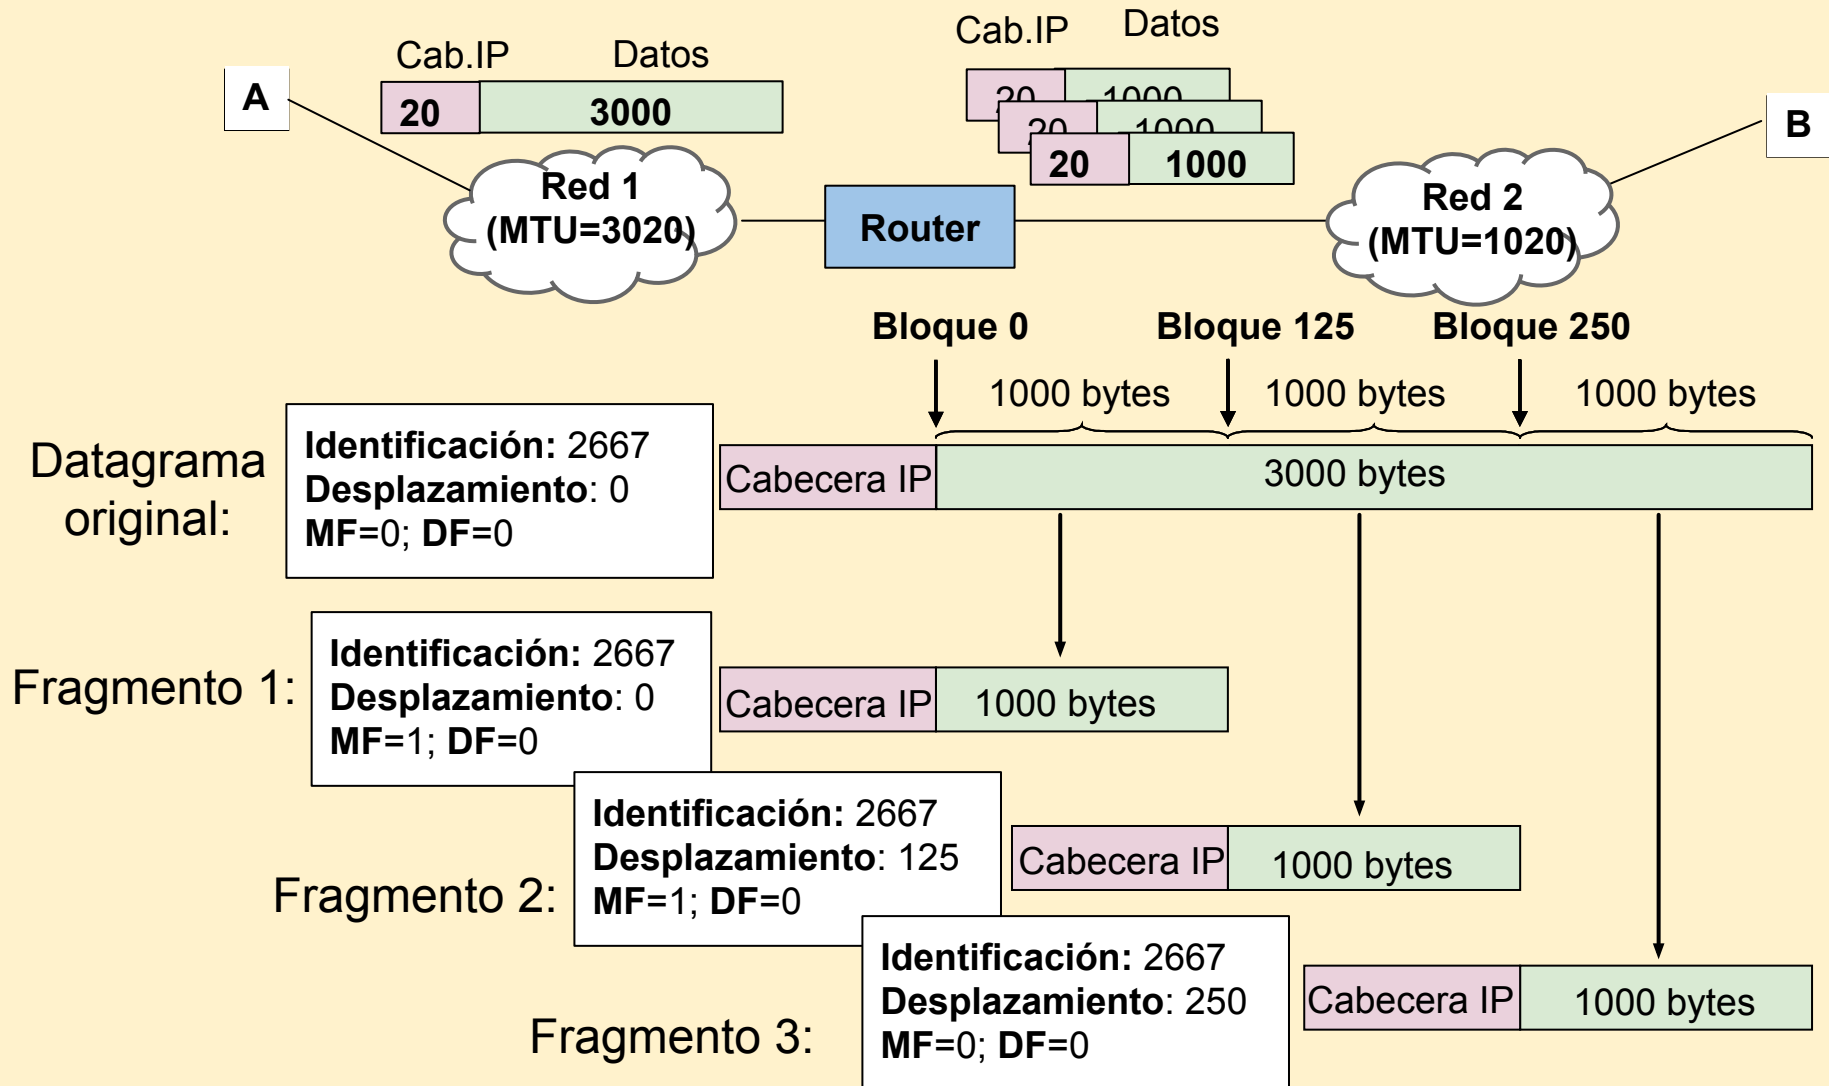 Cab.IP Datos
20 3000
A
Cab.IP Datos
20 1000
20 1000
20 1000
B
Red 1
(MTU=3020)
Router
Red 2
(MTU=1020)
Bloque 0 Bloque 125 Bloque 250
1000 bytes 1000 bytes 1000 bytes
Datagrama
original:
Identificación: 2667
Desplazamiento: 0
MF=0; DF=0
Cabecera IP 3000 bytes
Fragmento 1:
Identificación: 2667
Desplazamiento: 0
MF=1; DF=0
Cabecera IP 1000 bytes
Fragmento 2:
Identificación: 2667
Desplazamiento: 125
MF=1; DF=0
Cabecera IP 1000 bytes
Fragmento 3:
Identificación: 2667
Desplazamiento: 250
MF=0; DF=0
Cabecera IP 1000 bytes